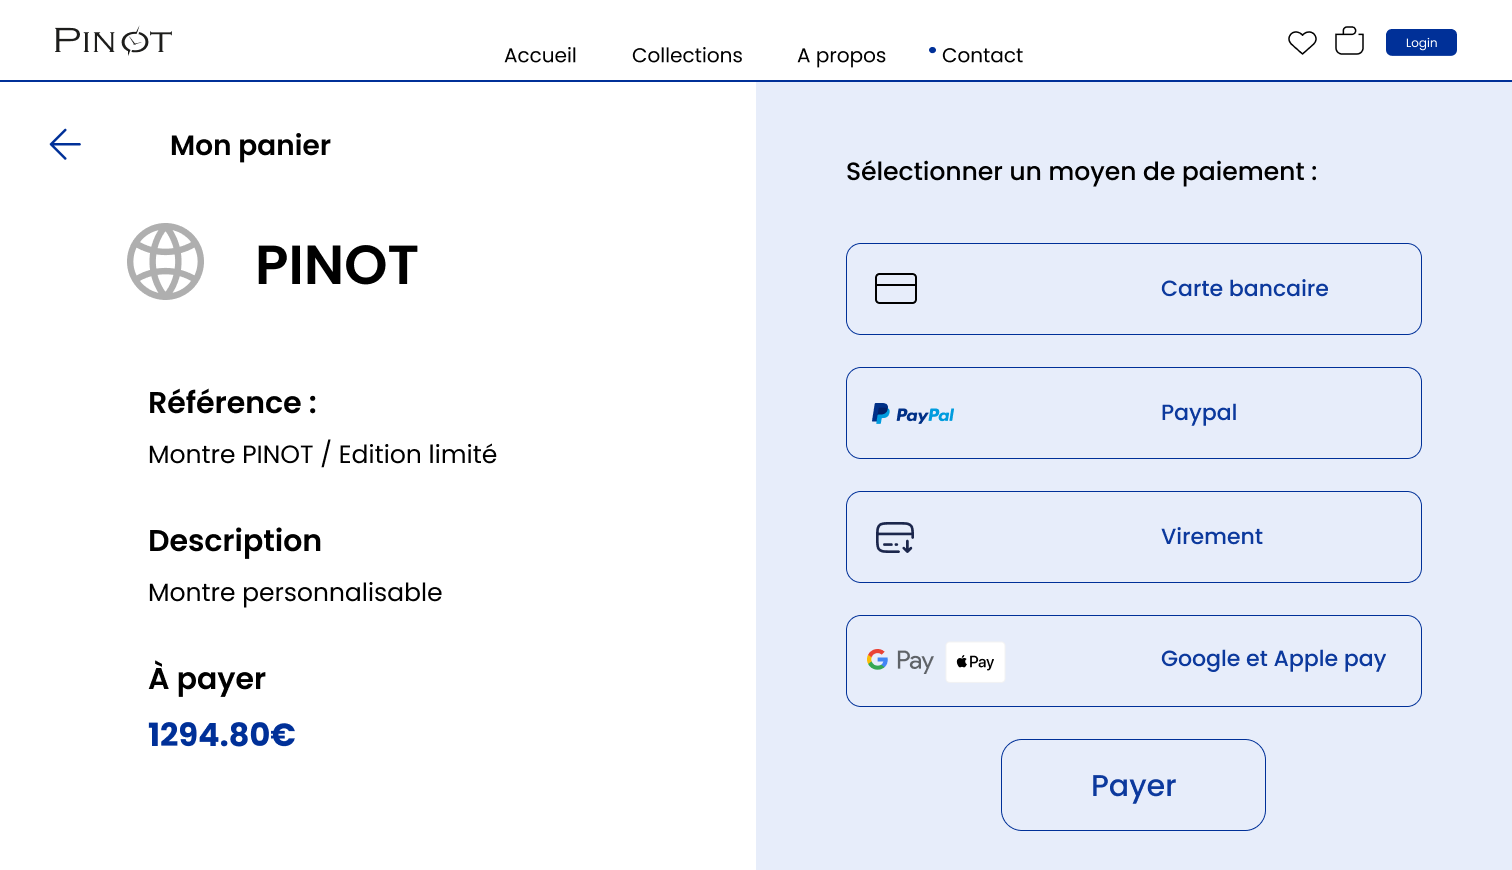 PINOT
Accueil
Collections
A propos
Contact
Login
Mon panier
PINOT
Référence :
Montre PINOT / Edition limité
Description
Montre personnalisable
À payer
1294.80€
Sélectionner un moyen de paiement :
Carte bancaire
PayPal
Paypal
Virement
G Pay
Pay
Google et Apple pay
Payer